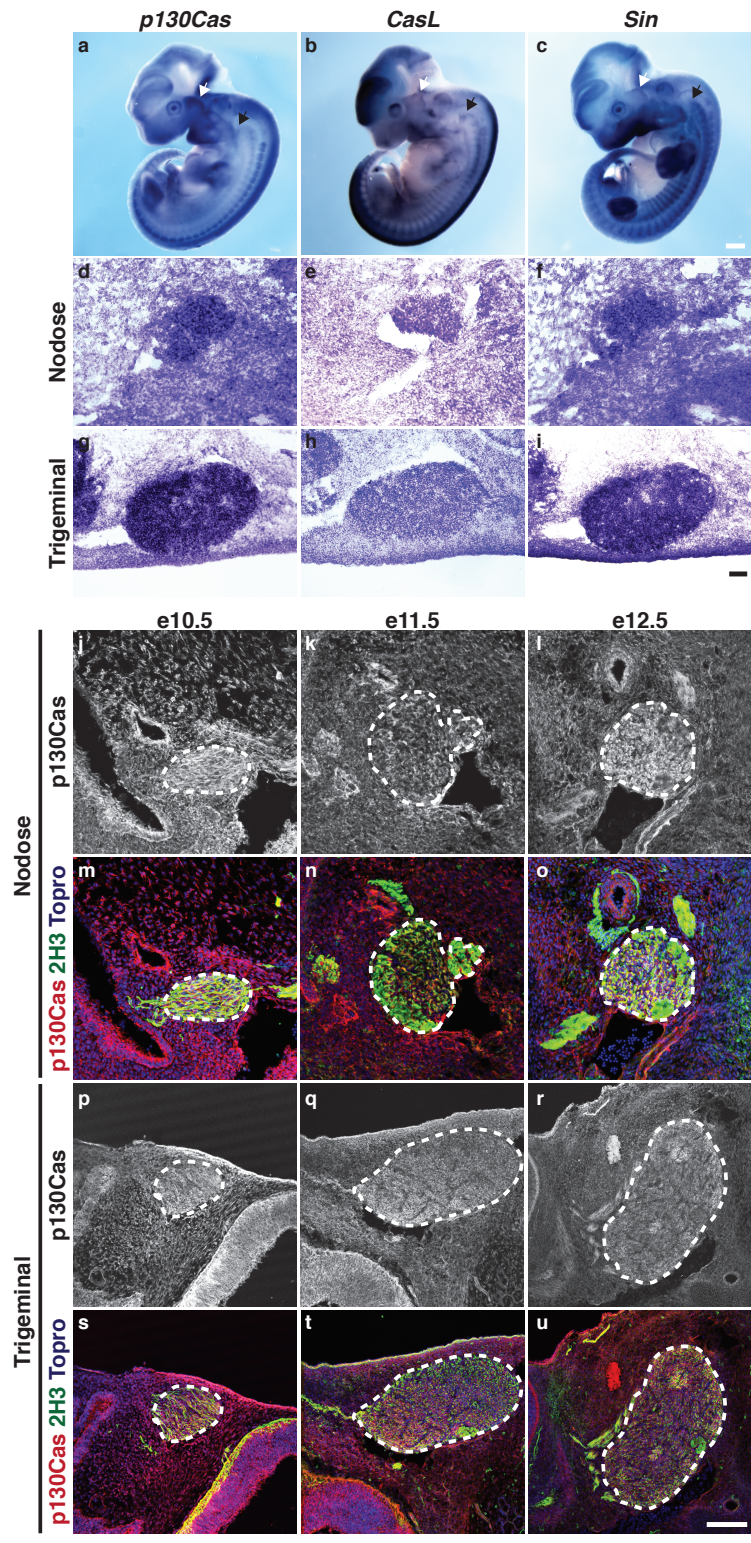 p130Cas CasL Sin
a b c
Nodose
d e f
Trigeminal
g h i
e10.5 e11.5 e12.5
Nodose
p130Cas
j k l
p130Cas 2H3 Topro
m n o
Trigeminal
p130Cas
p q r
p130Cas 2H3 Topro
s t u